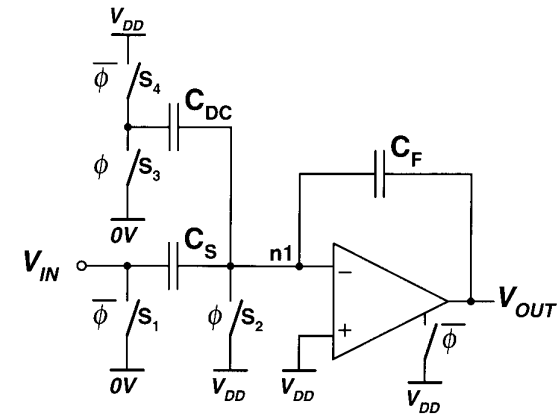 V_DD
φ̅ S₄
C_DC
φ S₃
C_F
0V
C_S
V_IN n1
−
φ̅ S₁ φ S₂
V_OUT
+
φ̅
0V V_DD V_DD
V_DD